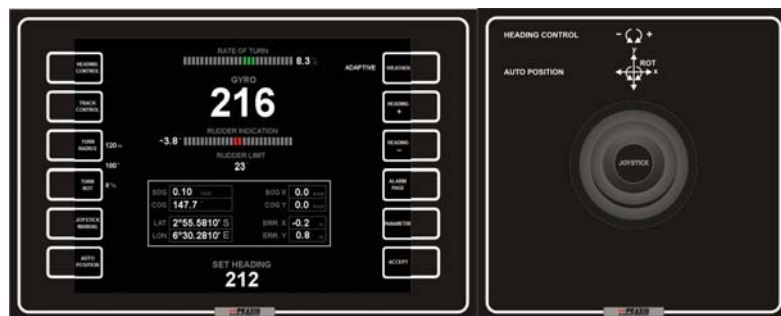 RATE OF TURN
8.3
HEADING CONTROL
ADAPTIVE
WEATHER
GYRO
216
TRACK CONTROL
HEADING +
RUDDER INDICATION
-3.8°
TURN RADIUS
120 m
HEADING −
RUDDER LIMIT
23
180°
TURN ROT
8°/s
ALARM PAGE
SOG 0.10
SOG X 0.0
COG 147.7
COG Y 0.0
JOYSTICK MANUAL
LAT 2°55.5810' S
ERR. X -0.2
PARAMETER
LON 6°30.2810' E
ERR. Y 0.8
AUTO POSITION
SET HEADING
212
ACCEPT
PRAXIS
HEADING CONTROL
- +
y
AUTO POSITION
ROT
x
JOYSTICE
PRAXIS